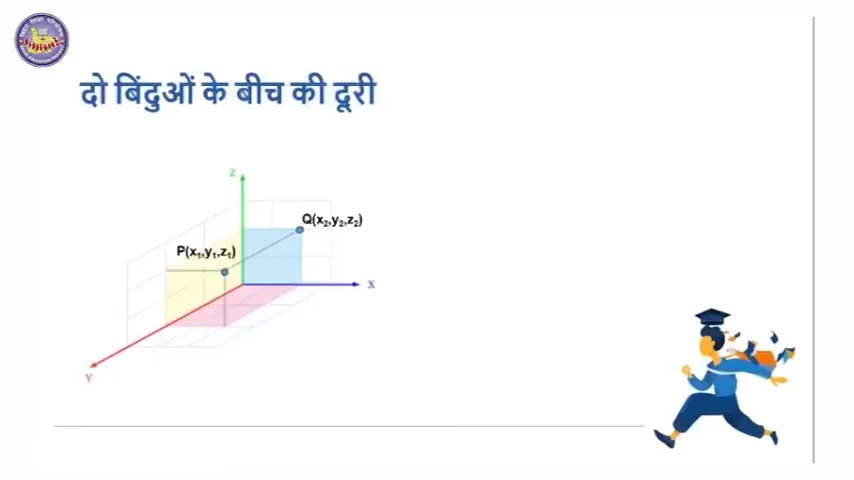 दो बिंदुओं के बीच की दूरी
Z
Q(x₂,y₂,z₂)
P(x₁,y₁,z₁)
X
Y